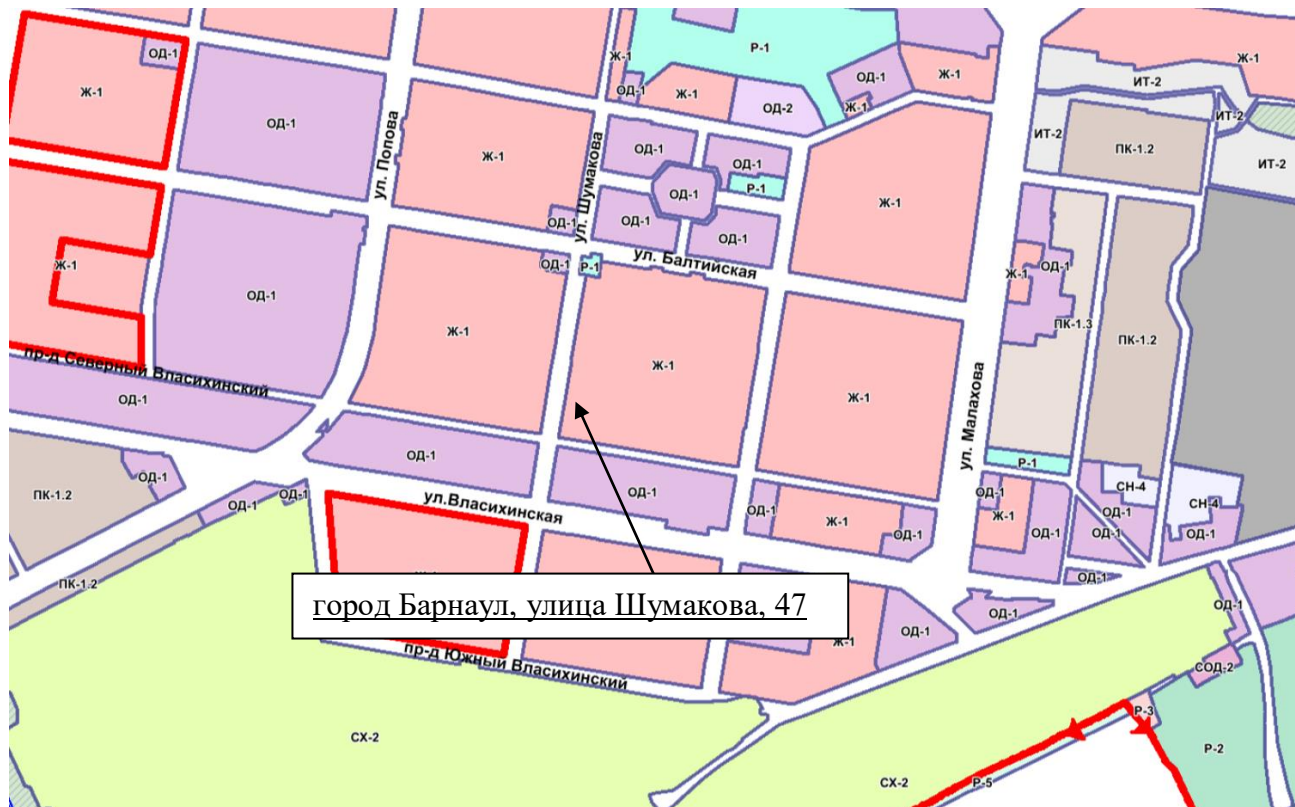 Ж-1
Р-1
Ж-1
ОД-1
ОД-1
Ж-1
ИТ-2
Ж-1
ОД-1
Ж-1
ОД-2
Ж-1
ИТ-2
ОД-1
ул. Попова
Ж-1
ул. Шумакова
ОД-1
ОД-1
ИТ-2
ПК-1.2
ИТ-2
Р-1
ОД-1
Ж-1
ОД-1
ОД-1
ОД-1
ул. Балтийская
ОД-1
Р-1
Ж-1
ОД-1
Ж-1
ОД-1
Ж-1
Ж-1
ПК-1.3
ПК-1.2
пр-д Северный Власихинский
Ж-1
ул. Малахова
ОД-1
ОД-1
Р-1
ОД-1
ПК-1.2
ОД-1
ОД-1
ул.Власихинская
ОД-1
ОД-1
Ж-1
ОД-1
ОД-1
Ж-1
ОД-1
СН-4
СН-4
ОД-1
ОД-1
ОД-1
ПК-1.2
ОД-1
город Барнаул, улица Шумакова, 47
ОД-1
ОД-1
Ж-1
ОД-1
пр-д Южный Власихинский
СОД-2
Р-3
СХ-2
Р-2
СХ-2
Р-5